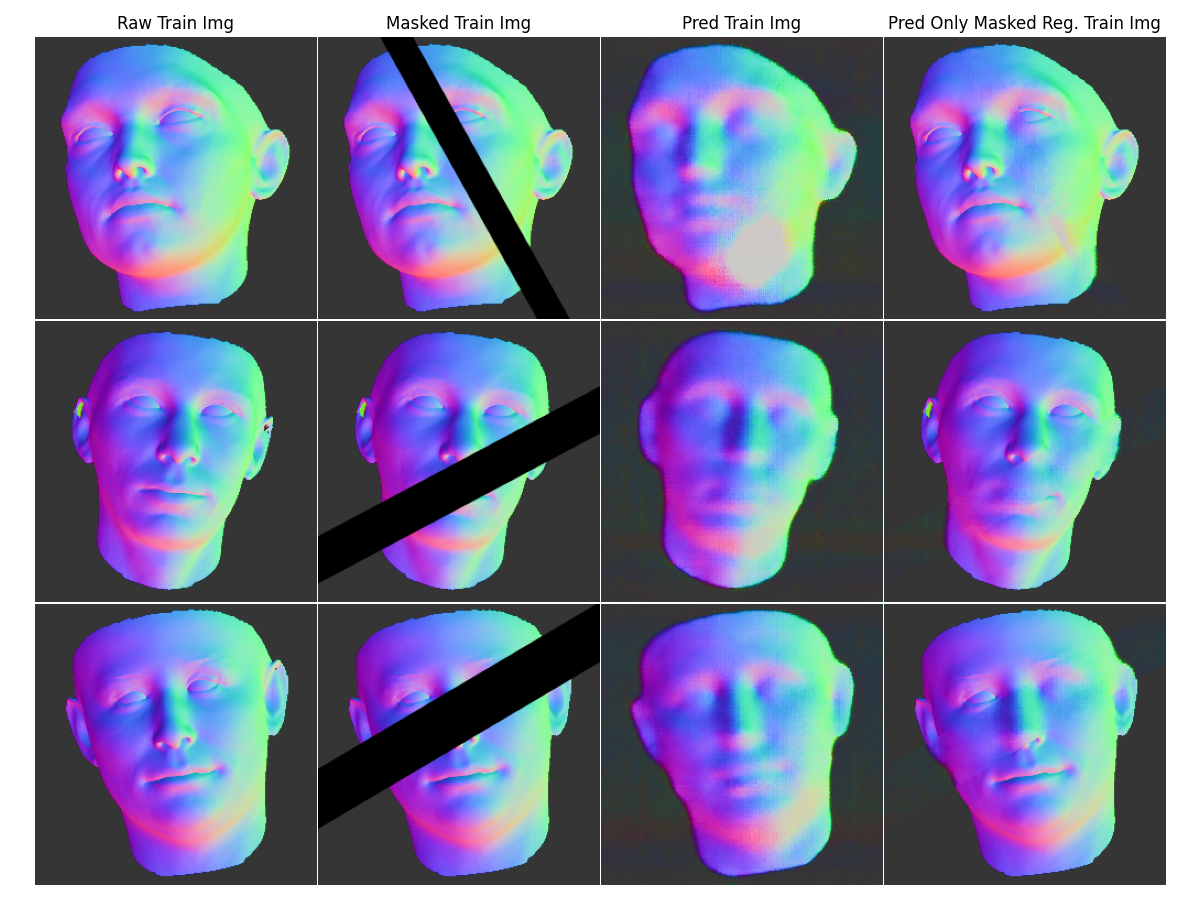 Raw Train Img
Masked Train Img
Pred Train Img
Pred Only Masked Reg. Train Img